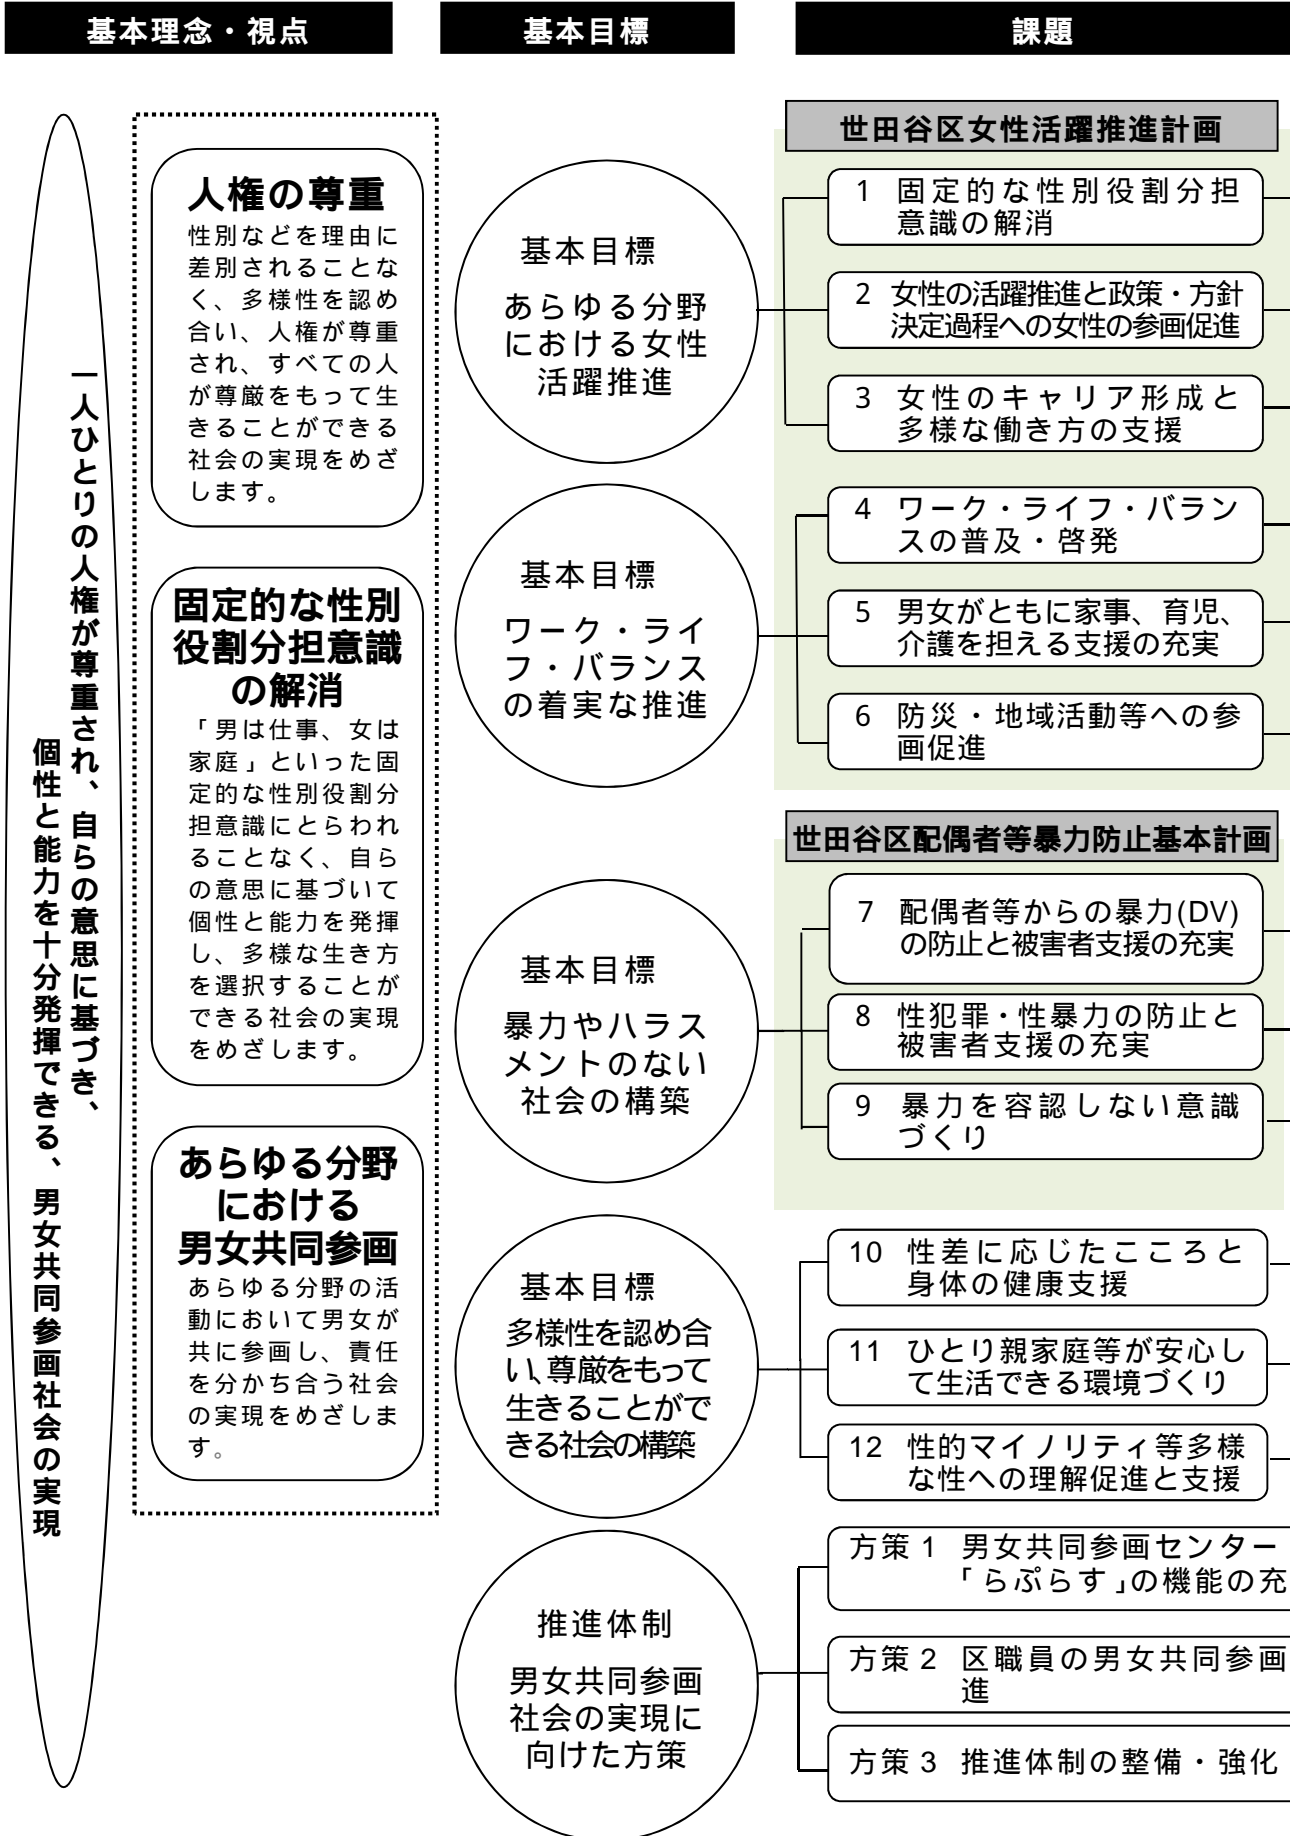 基本理念・視点
基本目標
課題
一人ひとりの人権が尊重され、自らの意思に基づき、
個性と能力を十分発揮できる、男女共同参画社会の実現
人権の尊重
性別などを理由に
差別されることな
く、多様性を認め
合い、人権が尊重
され、すべての人
が尊厳をもって生
きることができる
社会の実現をめざ
します。
固定的な性別
役割分担意識
の解消
「男は仕事、女は
家庭」といった固
定的な性別役割分
担意識にとらわれ
ることなく、自ら
の意思に基づいて
個性と能力を発揮
し、多様な生き方
を選択することが
できる社会の実現
をめざします。
あらゆる分野
における
男女共同参画
あらゆる分野の活
動において男女が
共に参画し、責任
を分かち合う社会
の実現をめざしま
す。
基本目標
あらゆる分野
における女性
活躍推進
基本目標
ワーク・ライ
フ・バランス
の着実な推進
基本目標
暴力やハラス
メントのない
社会の構築
基本目標
多様性を認め合
い、尊厳をもって
生きることがで
きる社会の構築
推進体制
男女共同参画
社会の実現に
向けた方策
世田谷区女性活躍推進計画
1 固定的な性別役割分担
意識の解消
2 女性の活躍推進と政策・方針
決定過程への女性の参画促進
3 女性のキャリア形成と
多様な働き方の支援
4 ワーク・ライフ・バラン
スの普及・啓発
5 男女がともに家事、育児、
介護を担える支援の充実
6 防災・地域活動等への参
画促進
世田谷区配偶者等暴力防止基本計画
7 配偶者等からの暴力(DV)
の防止と被害者支援の充実
8 性犯罪・性暴力の防止と
被害者支援の充実
9 暴力を容認しない意識
づくり
10 性差に応じたこころと
身体の健康支援
11 ひとり親家庭等が安心し
て生活できる環境づくり
12 性的マイノリティ等多様
な性への理解促進と支援
方策1 男女共同参画センター
「らぷらす」の機能の充
方策2 区職員の男女共同参画
進
方策3 推進体制の整備・強化